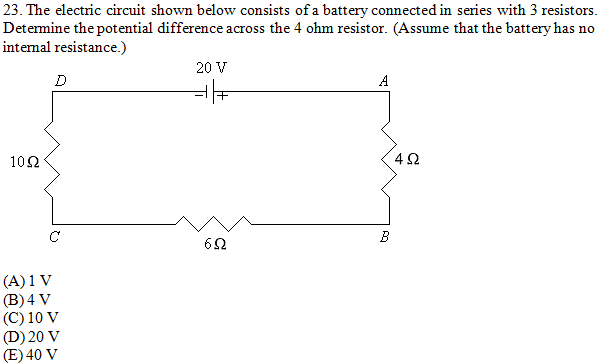 23. The electric circuit shown below consists of a battery connected in series with 3 resistors.
Determine the potential difference across the 4 ohm resistor. (Assume that the battery has no
internal resistance.)
20 V
D
A
− +
10Ω
4Ω
C
6Ω
B
(A) 1 V
(B) 4 V
(C) 10 V
(D) 20 V
(E) 40 V